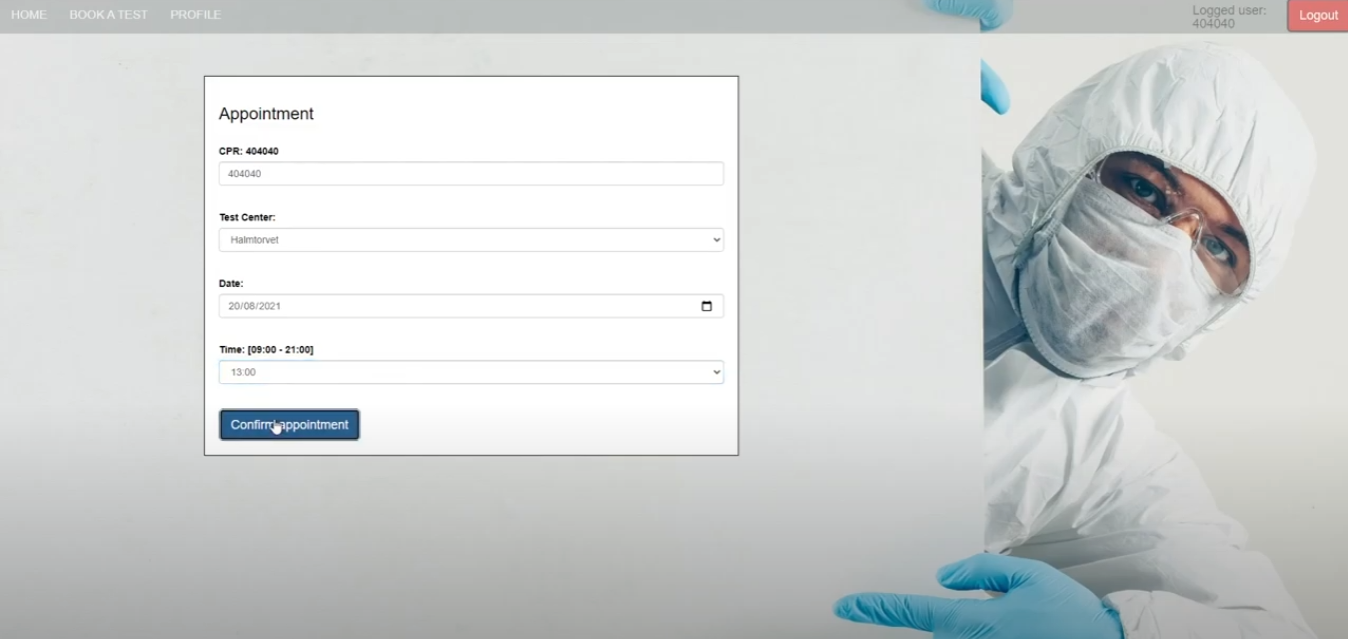 HOME BOOK A TEST PROFILE
Logged user:
404040
Logout
Appointment
CPR: 404040
404040
Test Center:
Halmtorvet
Date:
20/08/2021
Time: [09:00 - 21:00]
13:00
Confirm appointment